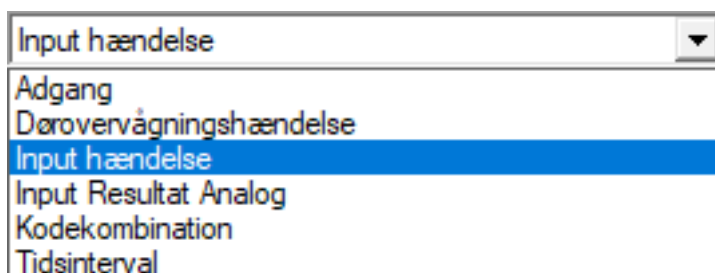 Input hændelse
Adgang
Dørovervågningshændelse
Input hændelse
Input Resultat Analog
Kodekombination
Tidsinterval